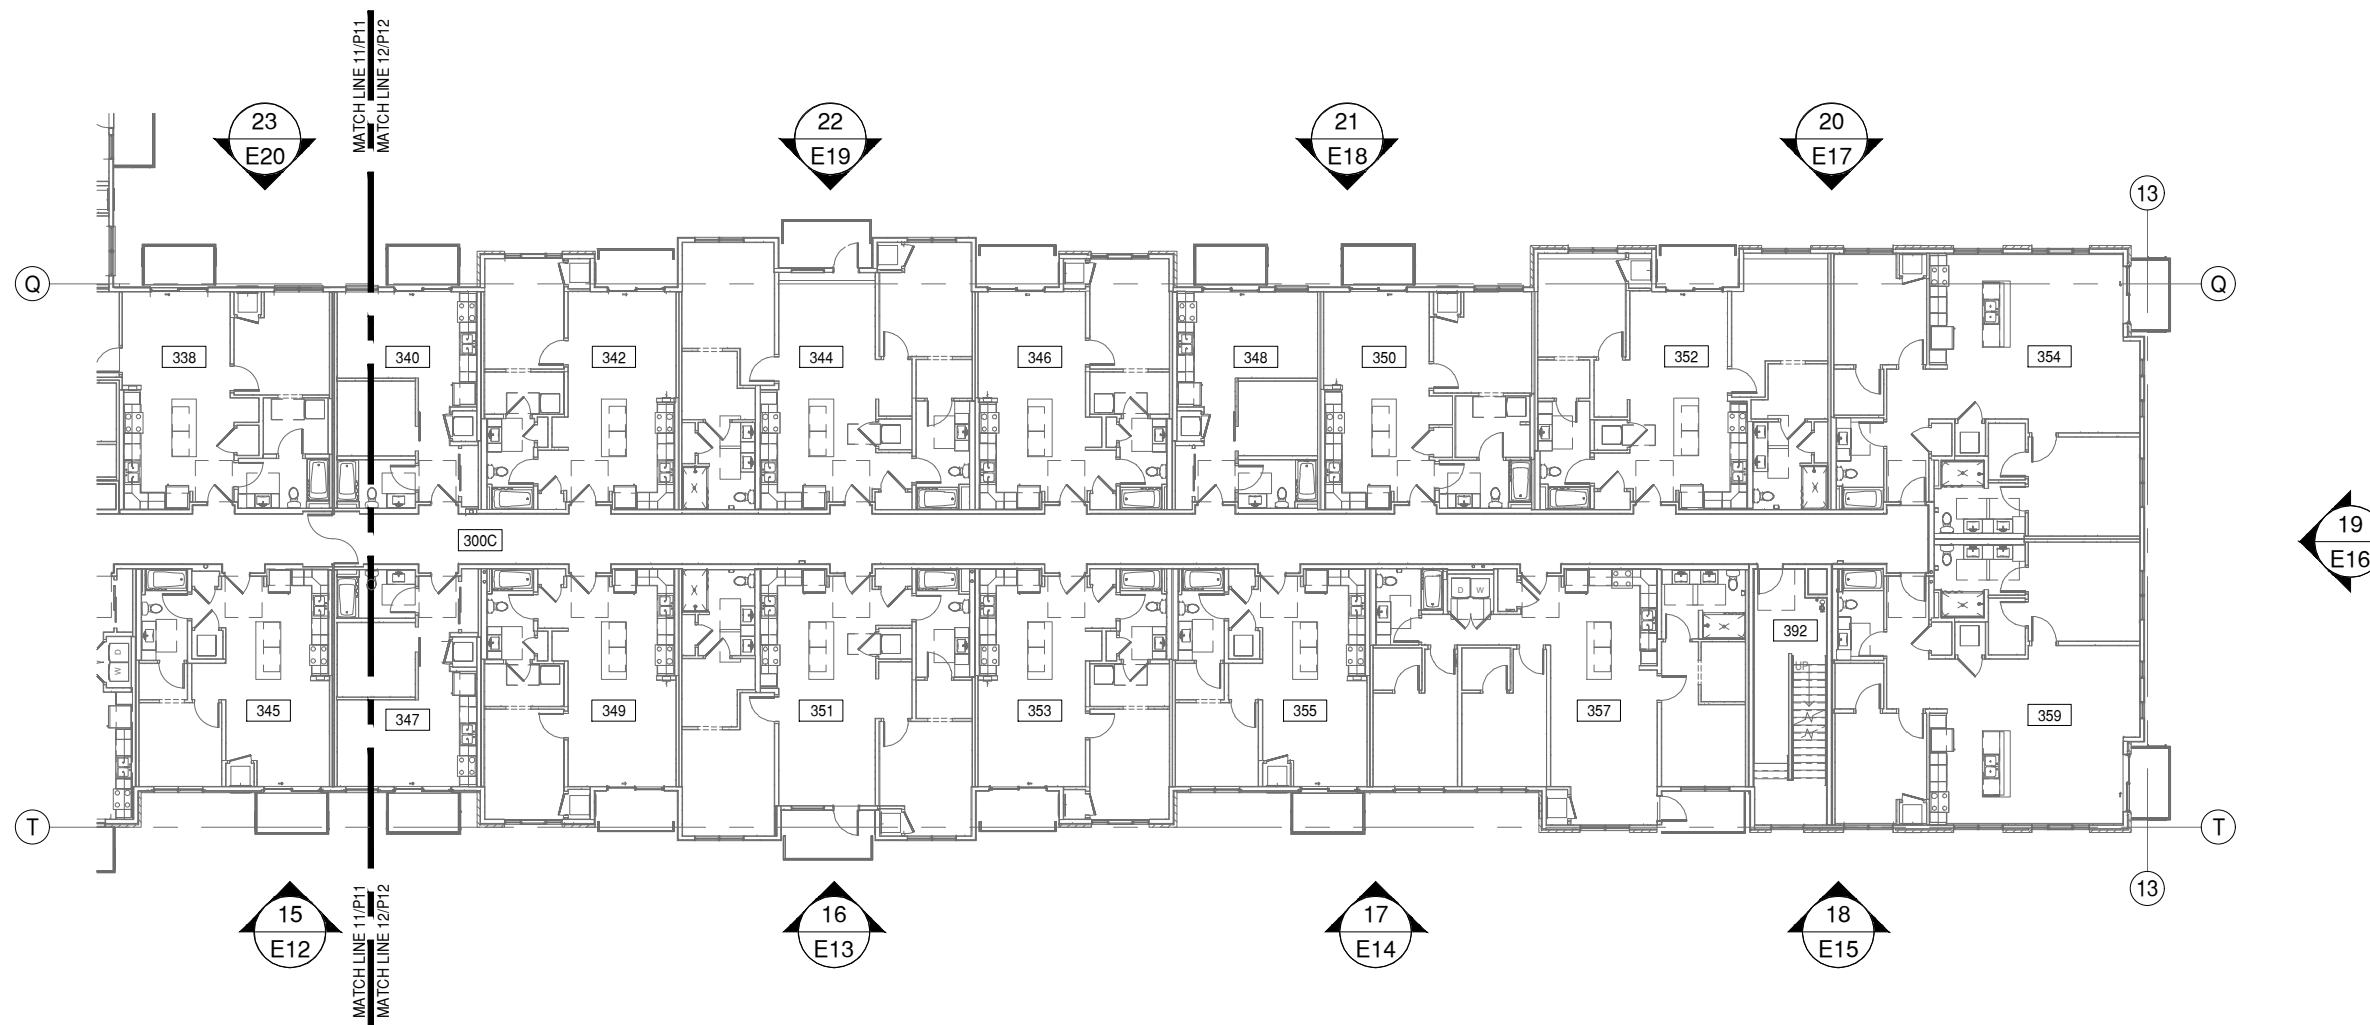 MATCH LINE 11/P11
MATCH LINE 12/P12
23
E20
22
E19
21
E18
20
E17
13
Q
Q
338
340
342
344
346
348
350
352
354
300C
19
E16
D
W
D
W
392
UP
345
347
349
351
353
355
357
359
T
T
13
15
E12
16
E13
17
E14
18
E15
MATCH LINE 11/P11
MATCH LINE 12/P12